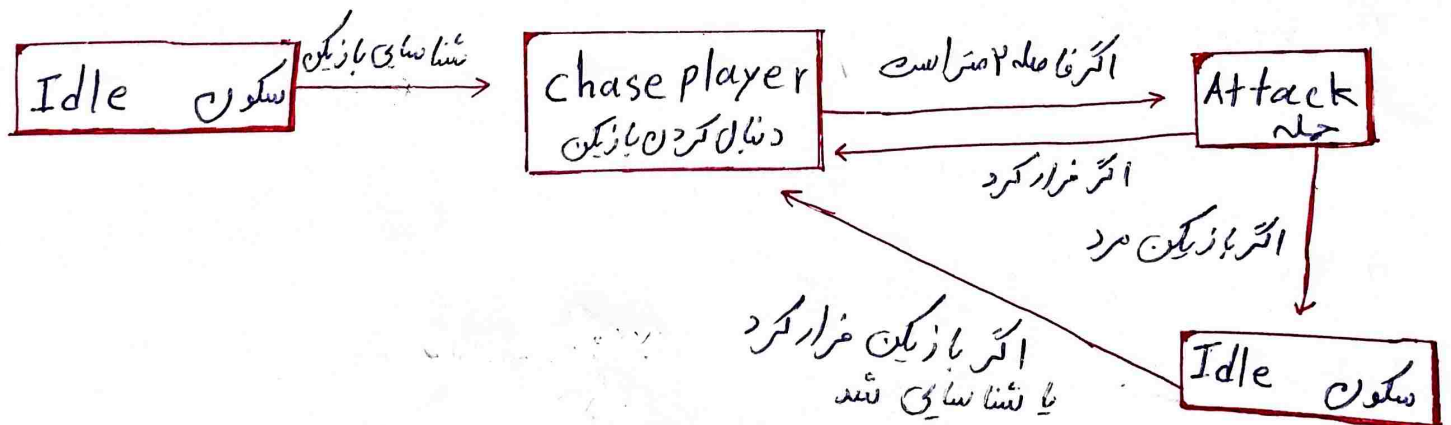 Idle سکون
شناسایی بازیکن
chase player
دنبال کردن بازیکن
اگر فاصله ۲ متر است
Attack
حمله
اگر فرار کرد
اگر بازیکن مرد
Idle سکون
اگر بازیکن فرار کرد
یا شناسایی شد